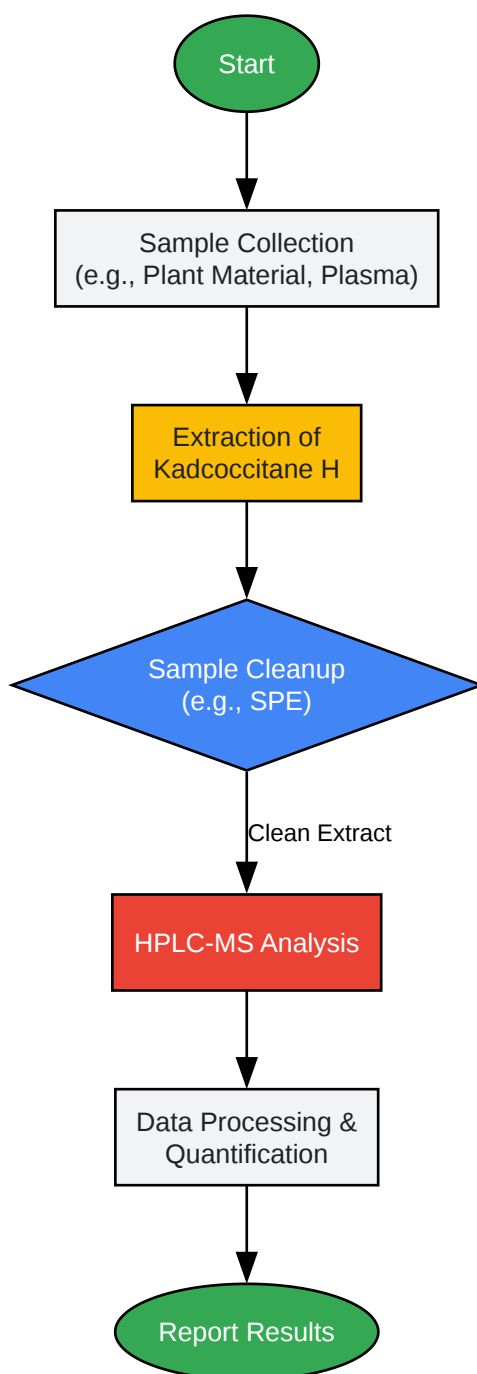 Start
Sample Collection
(e.g., Plant Material, Plasma)
Extraction of
Kadcoccitane H
Sample Cleanup
(e.g., SPE)
Clean Extract
HPLC-MS Analysis
Data Processing &
Quantification
Report Results